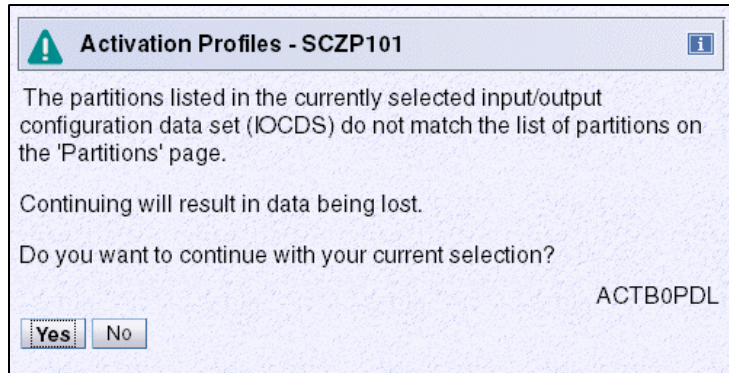 Activation Profiles - SCZP101
i
The partitions listed in the currently selected input/output
configuration data set (IOCDS) do not match the list of partitions on
the 'Partitions' page.
Continuing will result in data being lost.
Do you want to continue with your current selection?
ACTB0PDL
Yes No